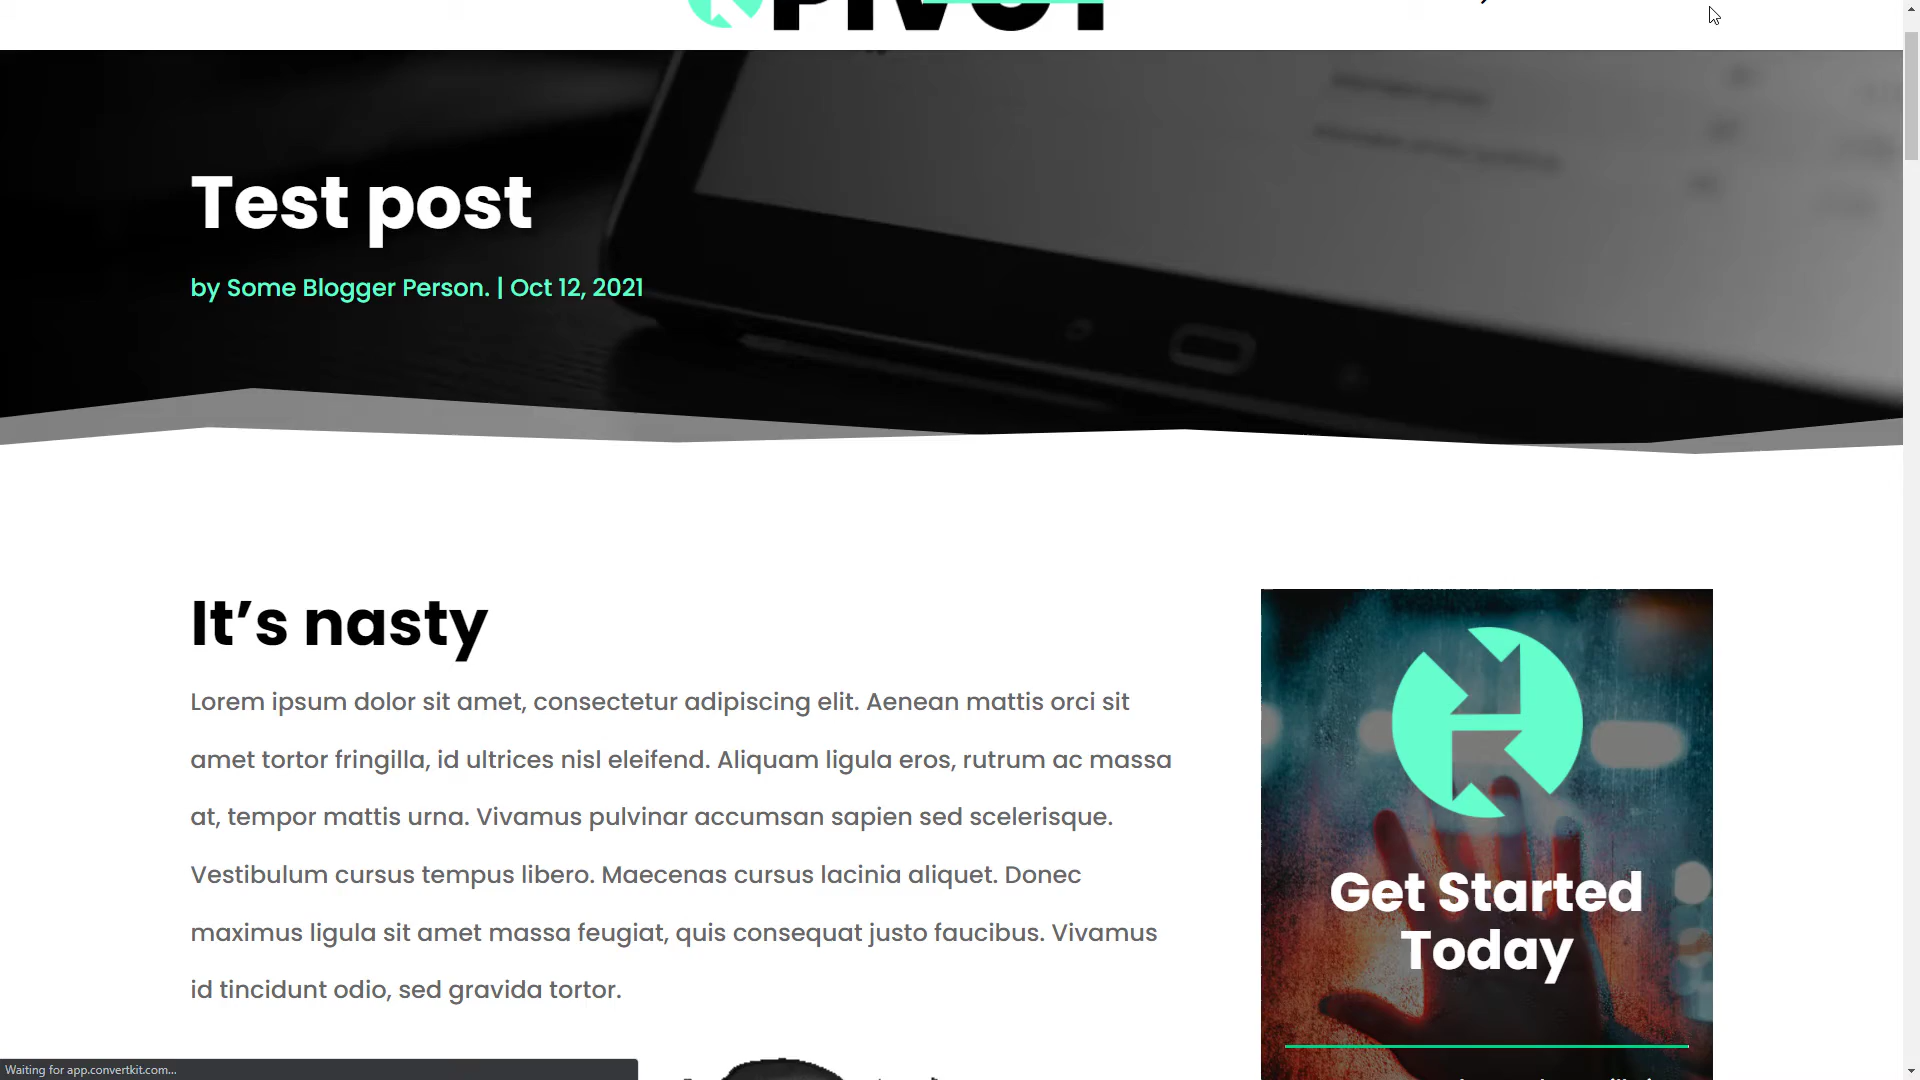 PIVOT
Test post
by Some Blogger Person. | Oct 12, 2021
It’s nasty
Lorem ipsum dolor sit amet, consectetur adipiscing elit. Aenean mattis orci sit
amet tortor fringilla, id ultrices nisl eleifend. Aliquam ligula eros, rutrum ac massa
at, tempor mattis urna. Vivamus pulvinar accumsan sapien sed scelerisque.
Vestibulum cursus tempus libero. Maecenas cursus lacinia aliquet. Donec
maximus ligula sit amet massa feugiat, quis consequat justo faucibus. Vivamus
id tincidunt odio, sed gravida tortor.
Get Started
Today
Waiting for app.convertkit.com...